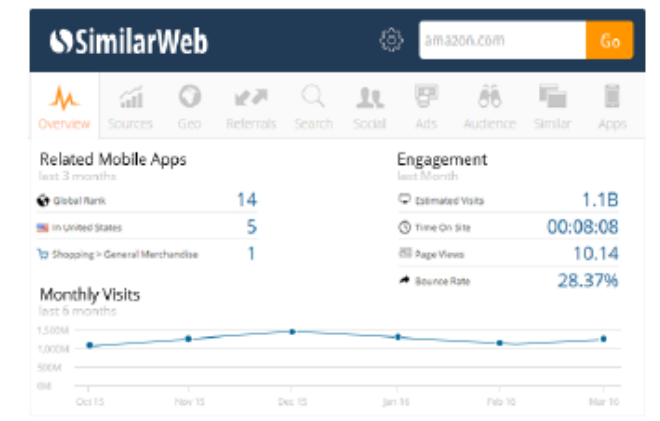 SimilarWeb
amazon.com
Go
Overview Sources Geo Referrals Search Social Ads Audience Similar Apps
Related Mobile Apps
last 3 months
Global Rank 14
In United States 5
Shopping > General Merchandise 1
Engagement
last Month
Estimated Visits 1.1B
Time On Site 00:08:08
Page Views 10.14
Bounce Rate 28.37%
Monthly Visits
last 6 months
1,500M
1,000M
500M
0M
Oct 15 Nov 15 Dec 15 Jan 16 Feb 16 Mar 16